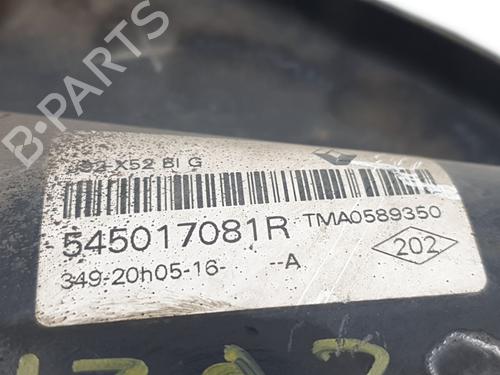 B-PARTS
X52 BI G
545017081R TMA0589350
349-20h05-16- --A
202